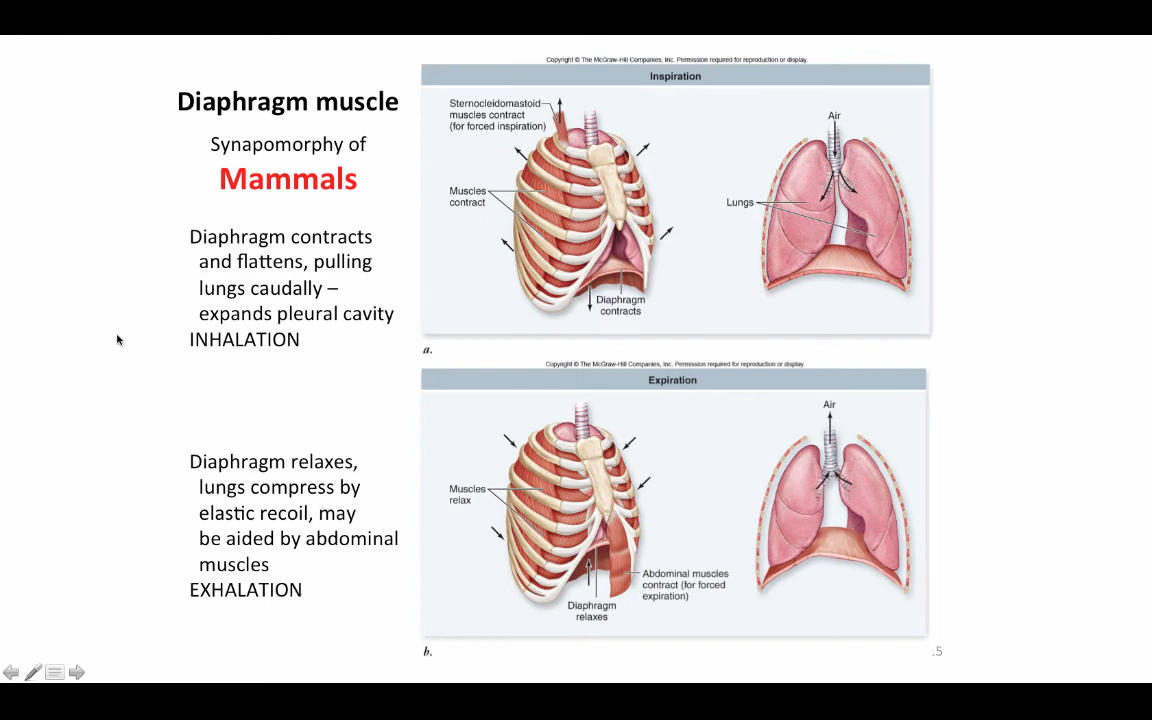 Diaphragm muscle
Synapomorphy of
Mammals
Diaphragm contracts
and flattens, pulling
lungs caudally –
expands pleural cavity
INHALATION
Diaphragm relaxes,
lungs compress by
elastic recoil, may
be aided by abdominal
muscles
EXHALATION
Copyright © The McGraw-Hill Companies, Inc. Permission required for reproduction or display.
Inspiration
Sternocleidomastoid
muscles contract
(for forced inspiration)
Muscles
contract
Diaphragm
contracts
Air
Lungs
a.
Copyright © The McGraw-Hill Companies, Inc. Permission required for reproduction or display.
Expiration
Muscles
relax
Abdominal muscles
contract (for forced
expiration)
Diaphragm
relaxes
Air
b.
.5